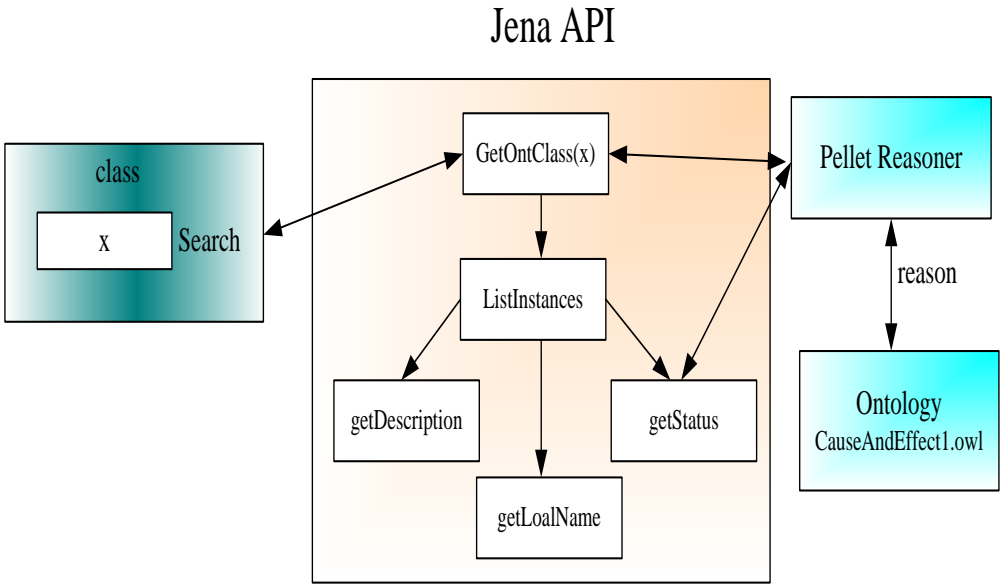 Jena API
class
x
Search
GetOntClass(x)
ListInstances
getDescription
getStatus
getLoalName
Pellet Reasoner
reason
Ontology
CauseAndEffect1.owl